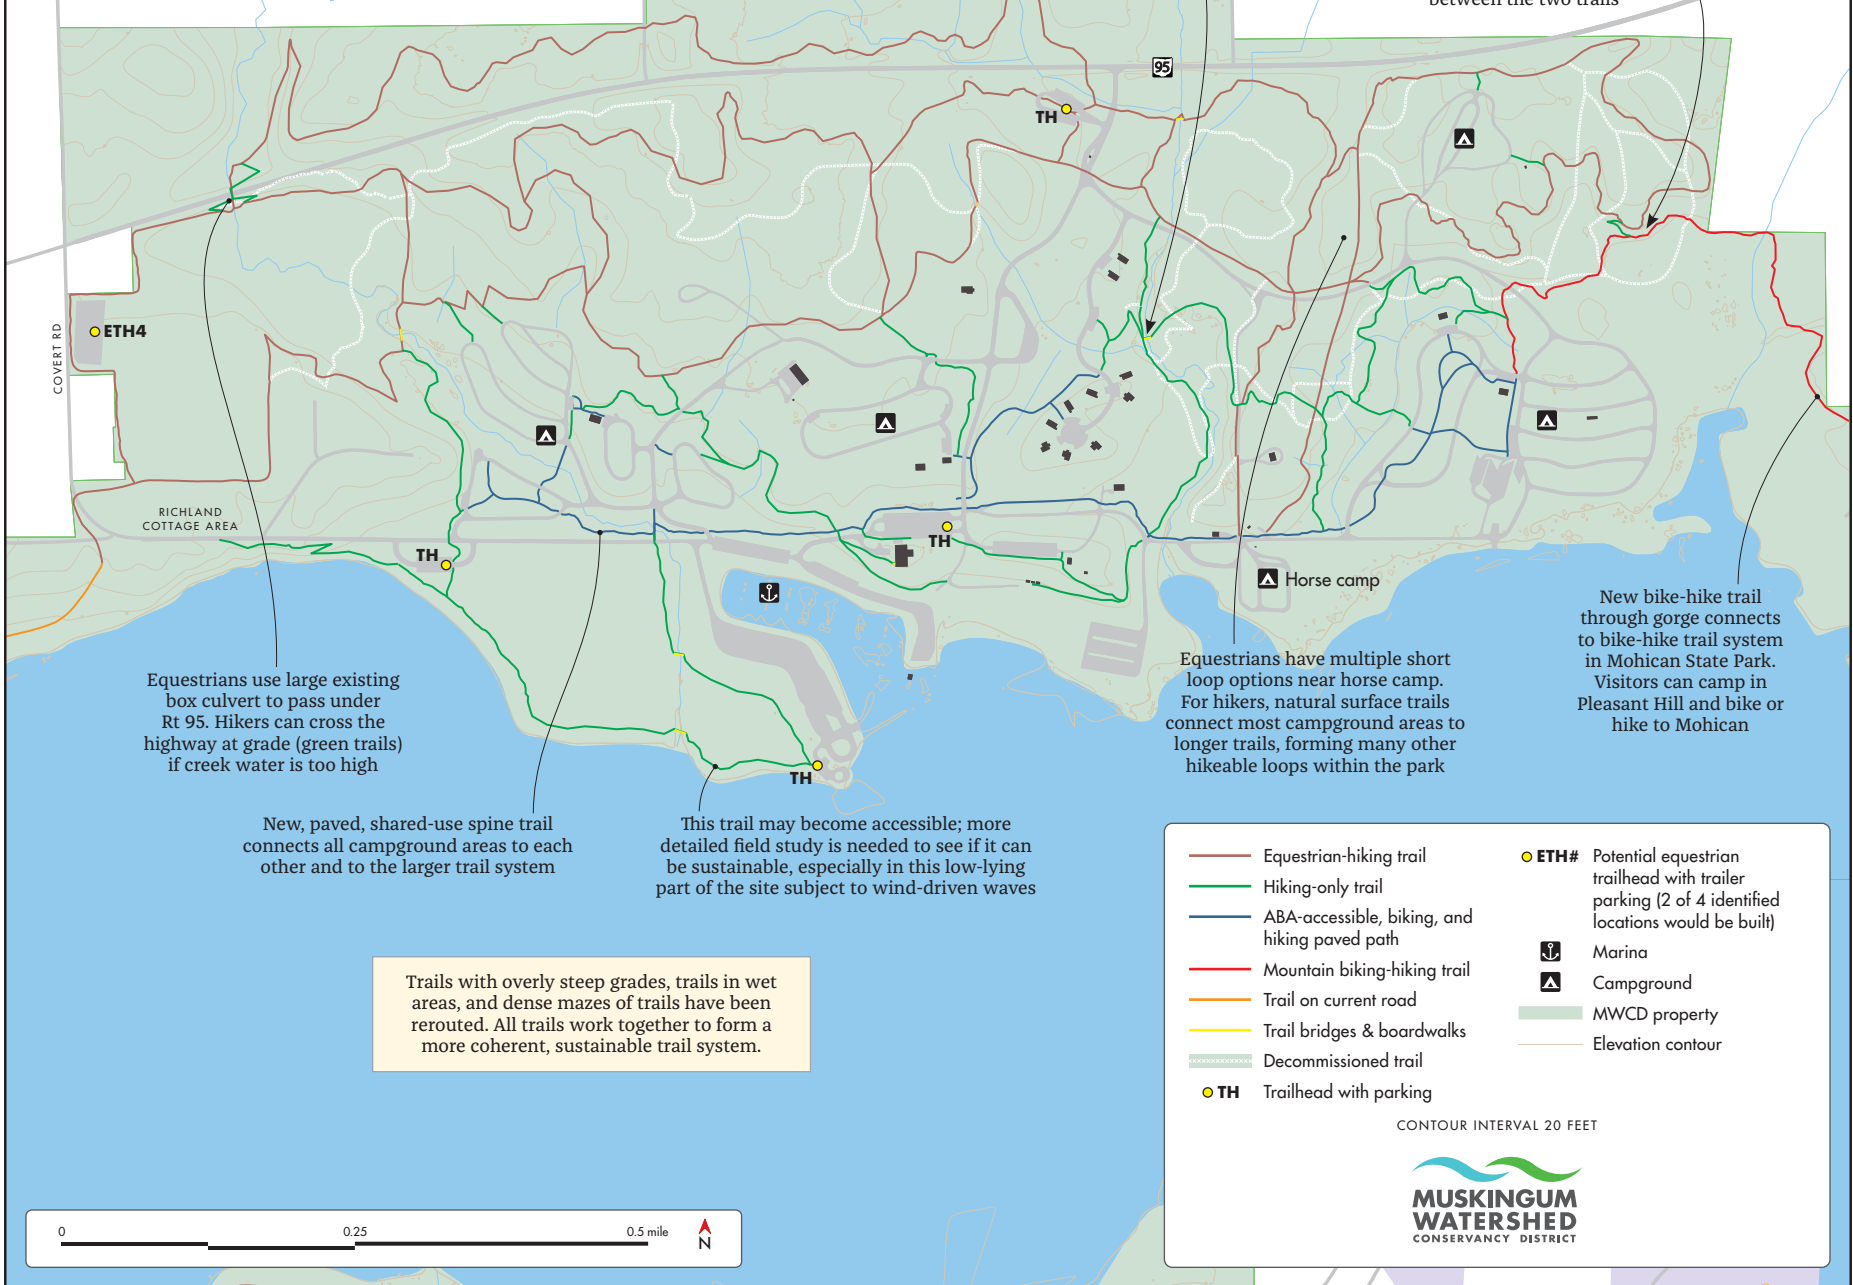 between the two trails
95
TH
COVERT RD
ETH4
RICHLAND
COTTAGE AREA
TH
TH
Horse camp
TH
Equestrians use large existing
box culvert to pass under
Rt 95. Hikers can cross the
highway at grade (green trails)
if creek water is too high
New, paved, shared-use spine trail
connects all campground areas to each
other and to the larger trail system
This trail may become accessible; more
detailed field study is needed to see if it can
be sustainable, especially in this low-lying
part of the site subject to wind-driven waves
Equestrians have multiple short
loop options near horse camp.
For hikers, natural surface trails
connect most campground areas to
longer trails, forming many other
hikeable loops within the park
New bike-hike trail
through gorge connects
to bike-hike trail system
in Mohican State Park.
Visitors can camp in
Pleasant Hill and bike or
hike to Mohican
Trails with overly steep grades, trails in wet
areas, and dense mazes of trails have been
rerouted. All trails work together to form a
more coherent, sustainable trail system.
Equestrian-hiking trail
Hiking-only trail
ABA-accessible, biking, and
hiking paved path
Mountain biking-hiking trail
Trail on current road
Trail bridges & boardwalks
Decommissioned trail
TH Trailhead with parking
ETH# Potential equestrian
trailhead with trailer
parking (2 of 4 identified
locations would be built)
Marina
Campground
MWCD property
Elevation contour
CONTOUR INTERVAL 20 FEET
MUSKINGUM
WATERSHED
CONSERVANCY DISTRICT
0 0.25 0.5 mile
N